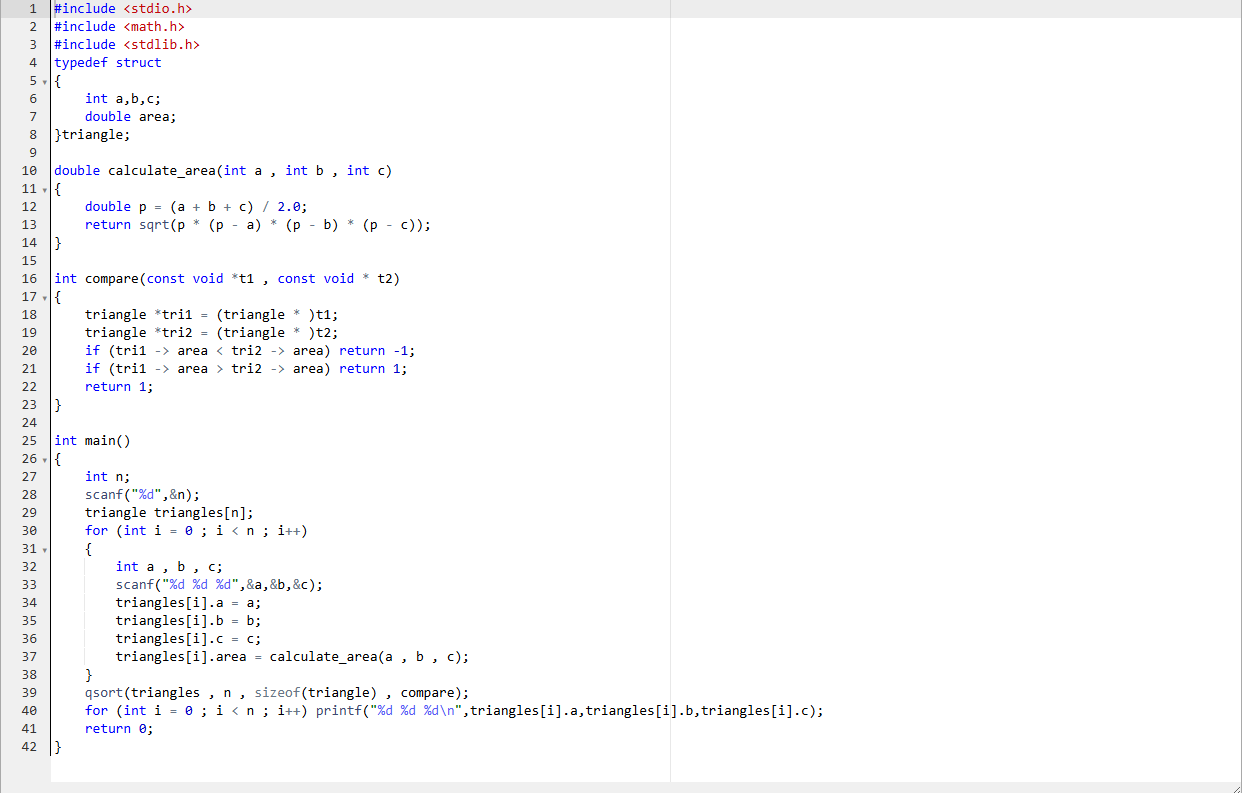 1 #include <stdio.h>
2 #include <math.h>
3 #include <stdlib.h>
4 typedef struct
5 {
6     int a,b,c;
7     double area;
8 }triangle;
9
10 double calculate_area(int a , int b , int c)
11 {
12     double p = (a + b + c) / 2.0;
13     return sqrt(p * (p - a) * (p - b) * (p - c));
14 }
15
16 int compare(const void *t1 , const void * t2)
17 {
18     triangle *tri1 = (triangle * )t1;
19     triangle *tri2 = (triangle * )t2;
20     if (tri1 -> area < tri2 -> area) return -1;
21     if (tri1 -> area > tri2 -> area) return 1;
22     return 1;
23 }
24
25 int main()
26 {
27     int n;
28     scanf("%d",&n);
29     triangle triangles[n];
30     for (int i = 0 ; i < n ; i++)
31     {
32         int a , b , c;
33         scanf("%d %d %d",&a,&b,&c);
34         triangles[i].a = a;
35         triangles[i].b = b;
36         triangles[i].c = c;
37         triangles[i].area = calculate_area(a , b , c);
38     }
39     qsort(triangles , n , sizeof(triangle) , compare);
40     for (int i = 0 ; i < n ; i++) printf("%d %d %d\n",triangles[i].a,triangles[i].b,triangles[i].c);
41     return 0;
42 }